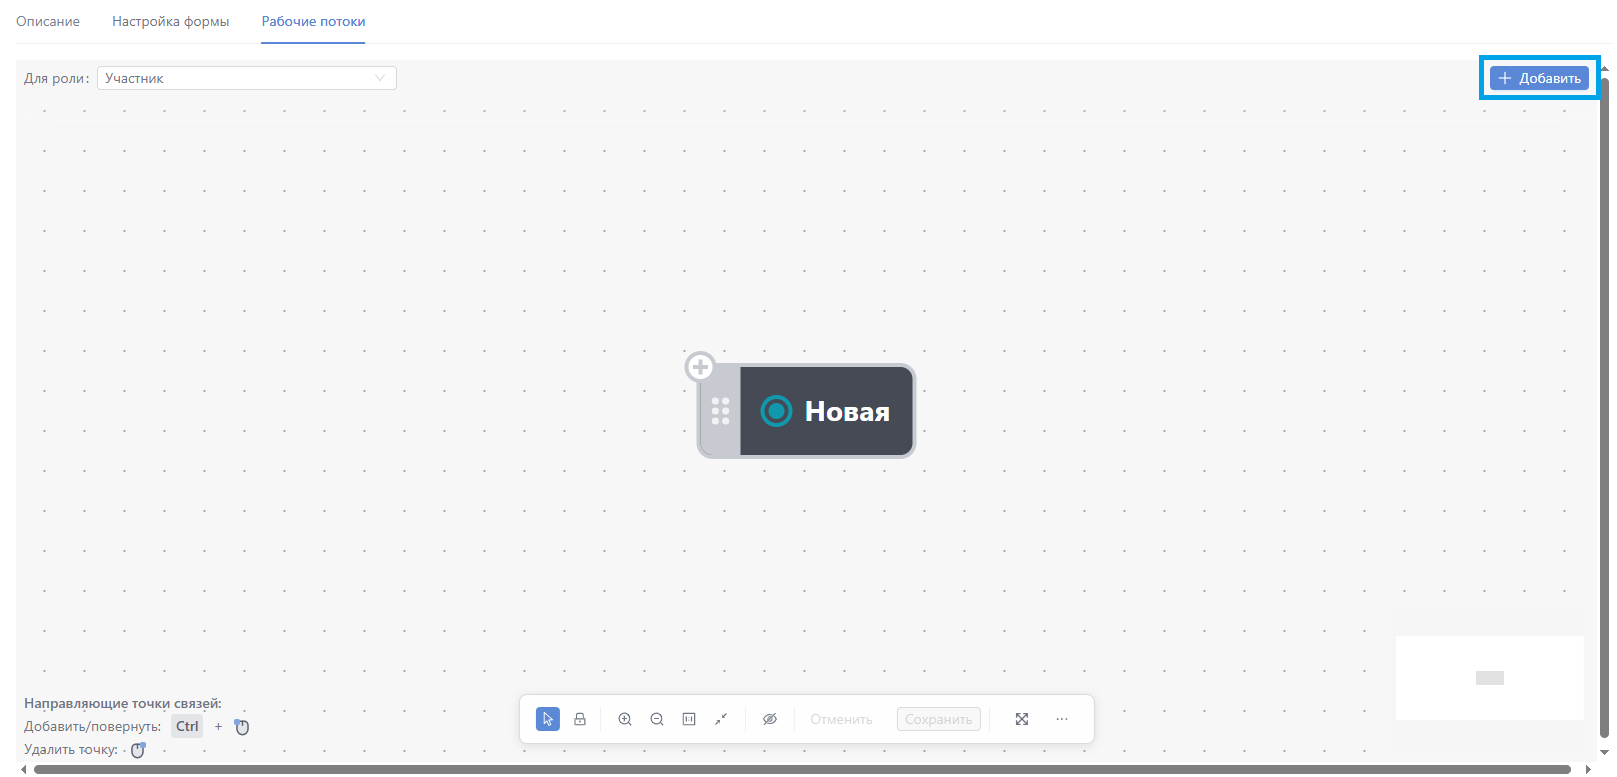 Описание Настройка формы Рабочие потоки
Для роли: Участник
Добавить
Новая
Направляющие точки связей:
Добавить/повернуть: Ctrl +
Удалить точку:
Отменить Сохранить